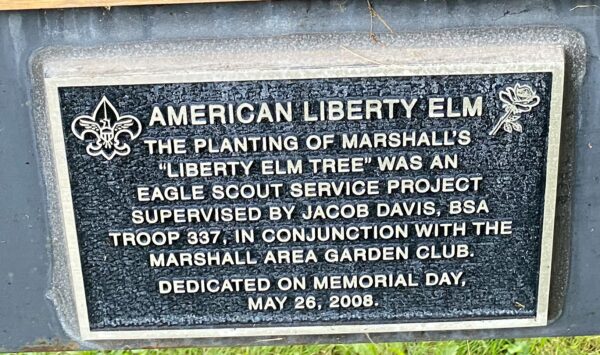 AMERICAN LIBERTY ELM
THE PLANTING OF MARSHALL'S
"LIBERTY ELM TREE" WAS AN
EAGLE SCOUT SERVICE PROJECT
SUPERVISED BY JACOB DAVIS, BSA
TROOP 337, IN CONJUNCTION WITH THE
MARSHALL AREA GARDEN CLUB.
DEDICATED ON MEMORIAL DAY,
MAY 26, 2008.